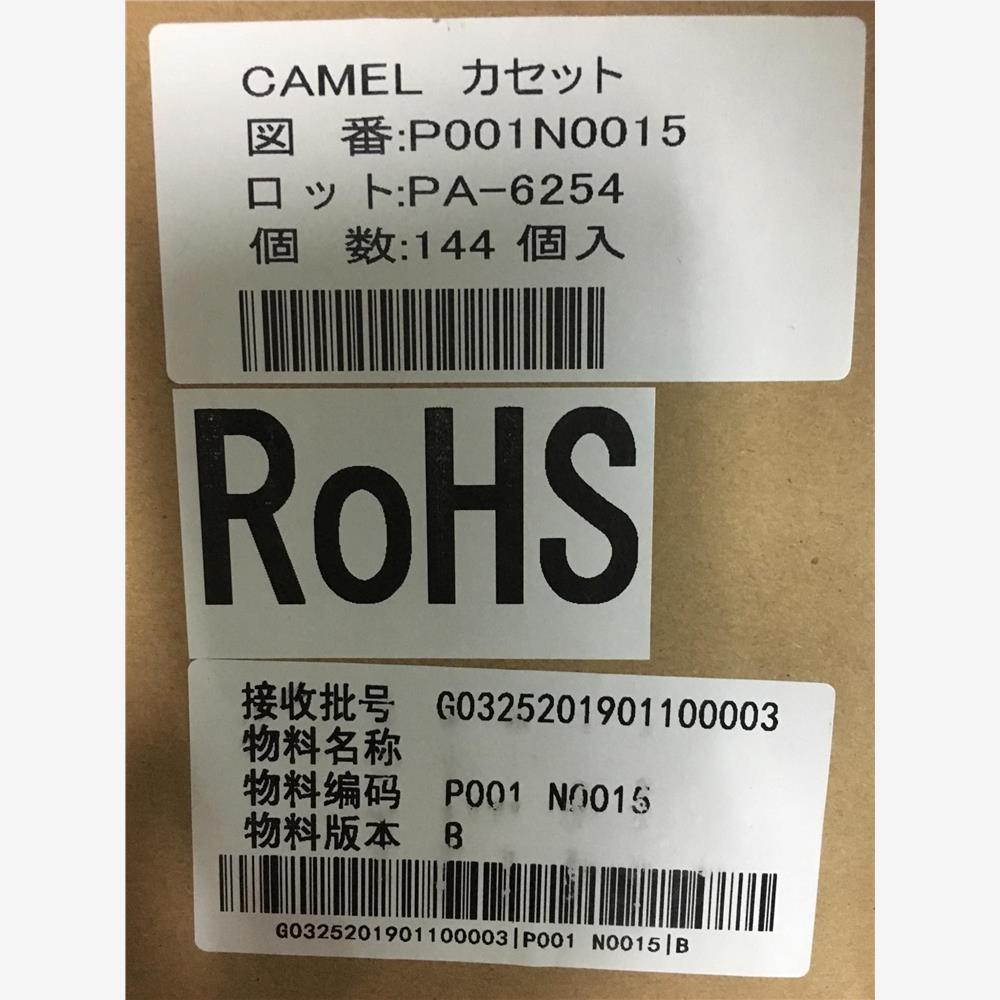 CAMEL カセット
図 番:P001N0015
ロット:PA-6254
個 数:144 個入
RoHS
接收批号 G0325201901100003
物料名称
物料编码 P001 N0015
物料版本 B
G0325201901100003|P001 N0015|B